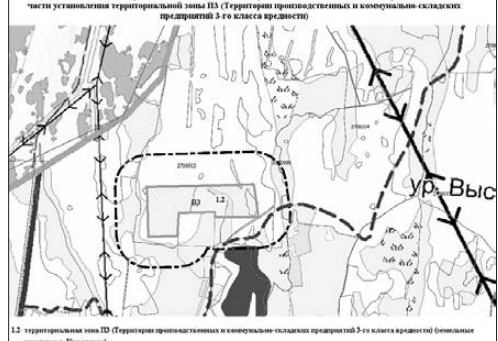 части установления территориальной зоны П3 (Территории производственных и коммунально-складских
предприятий 3-го класса вредности)
2706002
П3
1.2
ур. Выс
1.2 территориальная зона П3 (Территории производственных и коммунально-складских предприятий 3-го класса вредности) (земельные